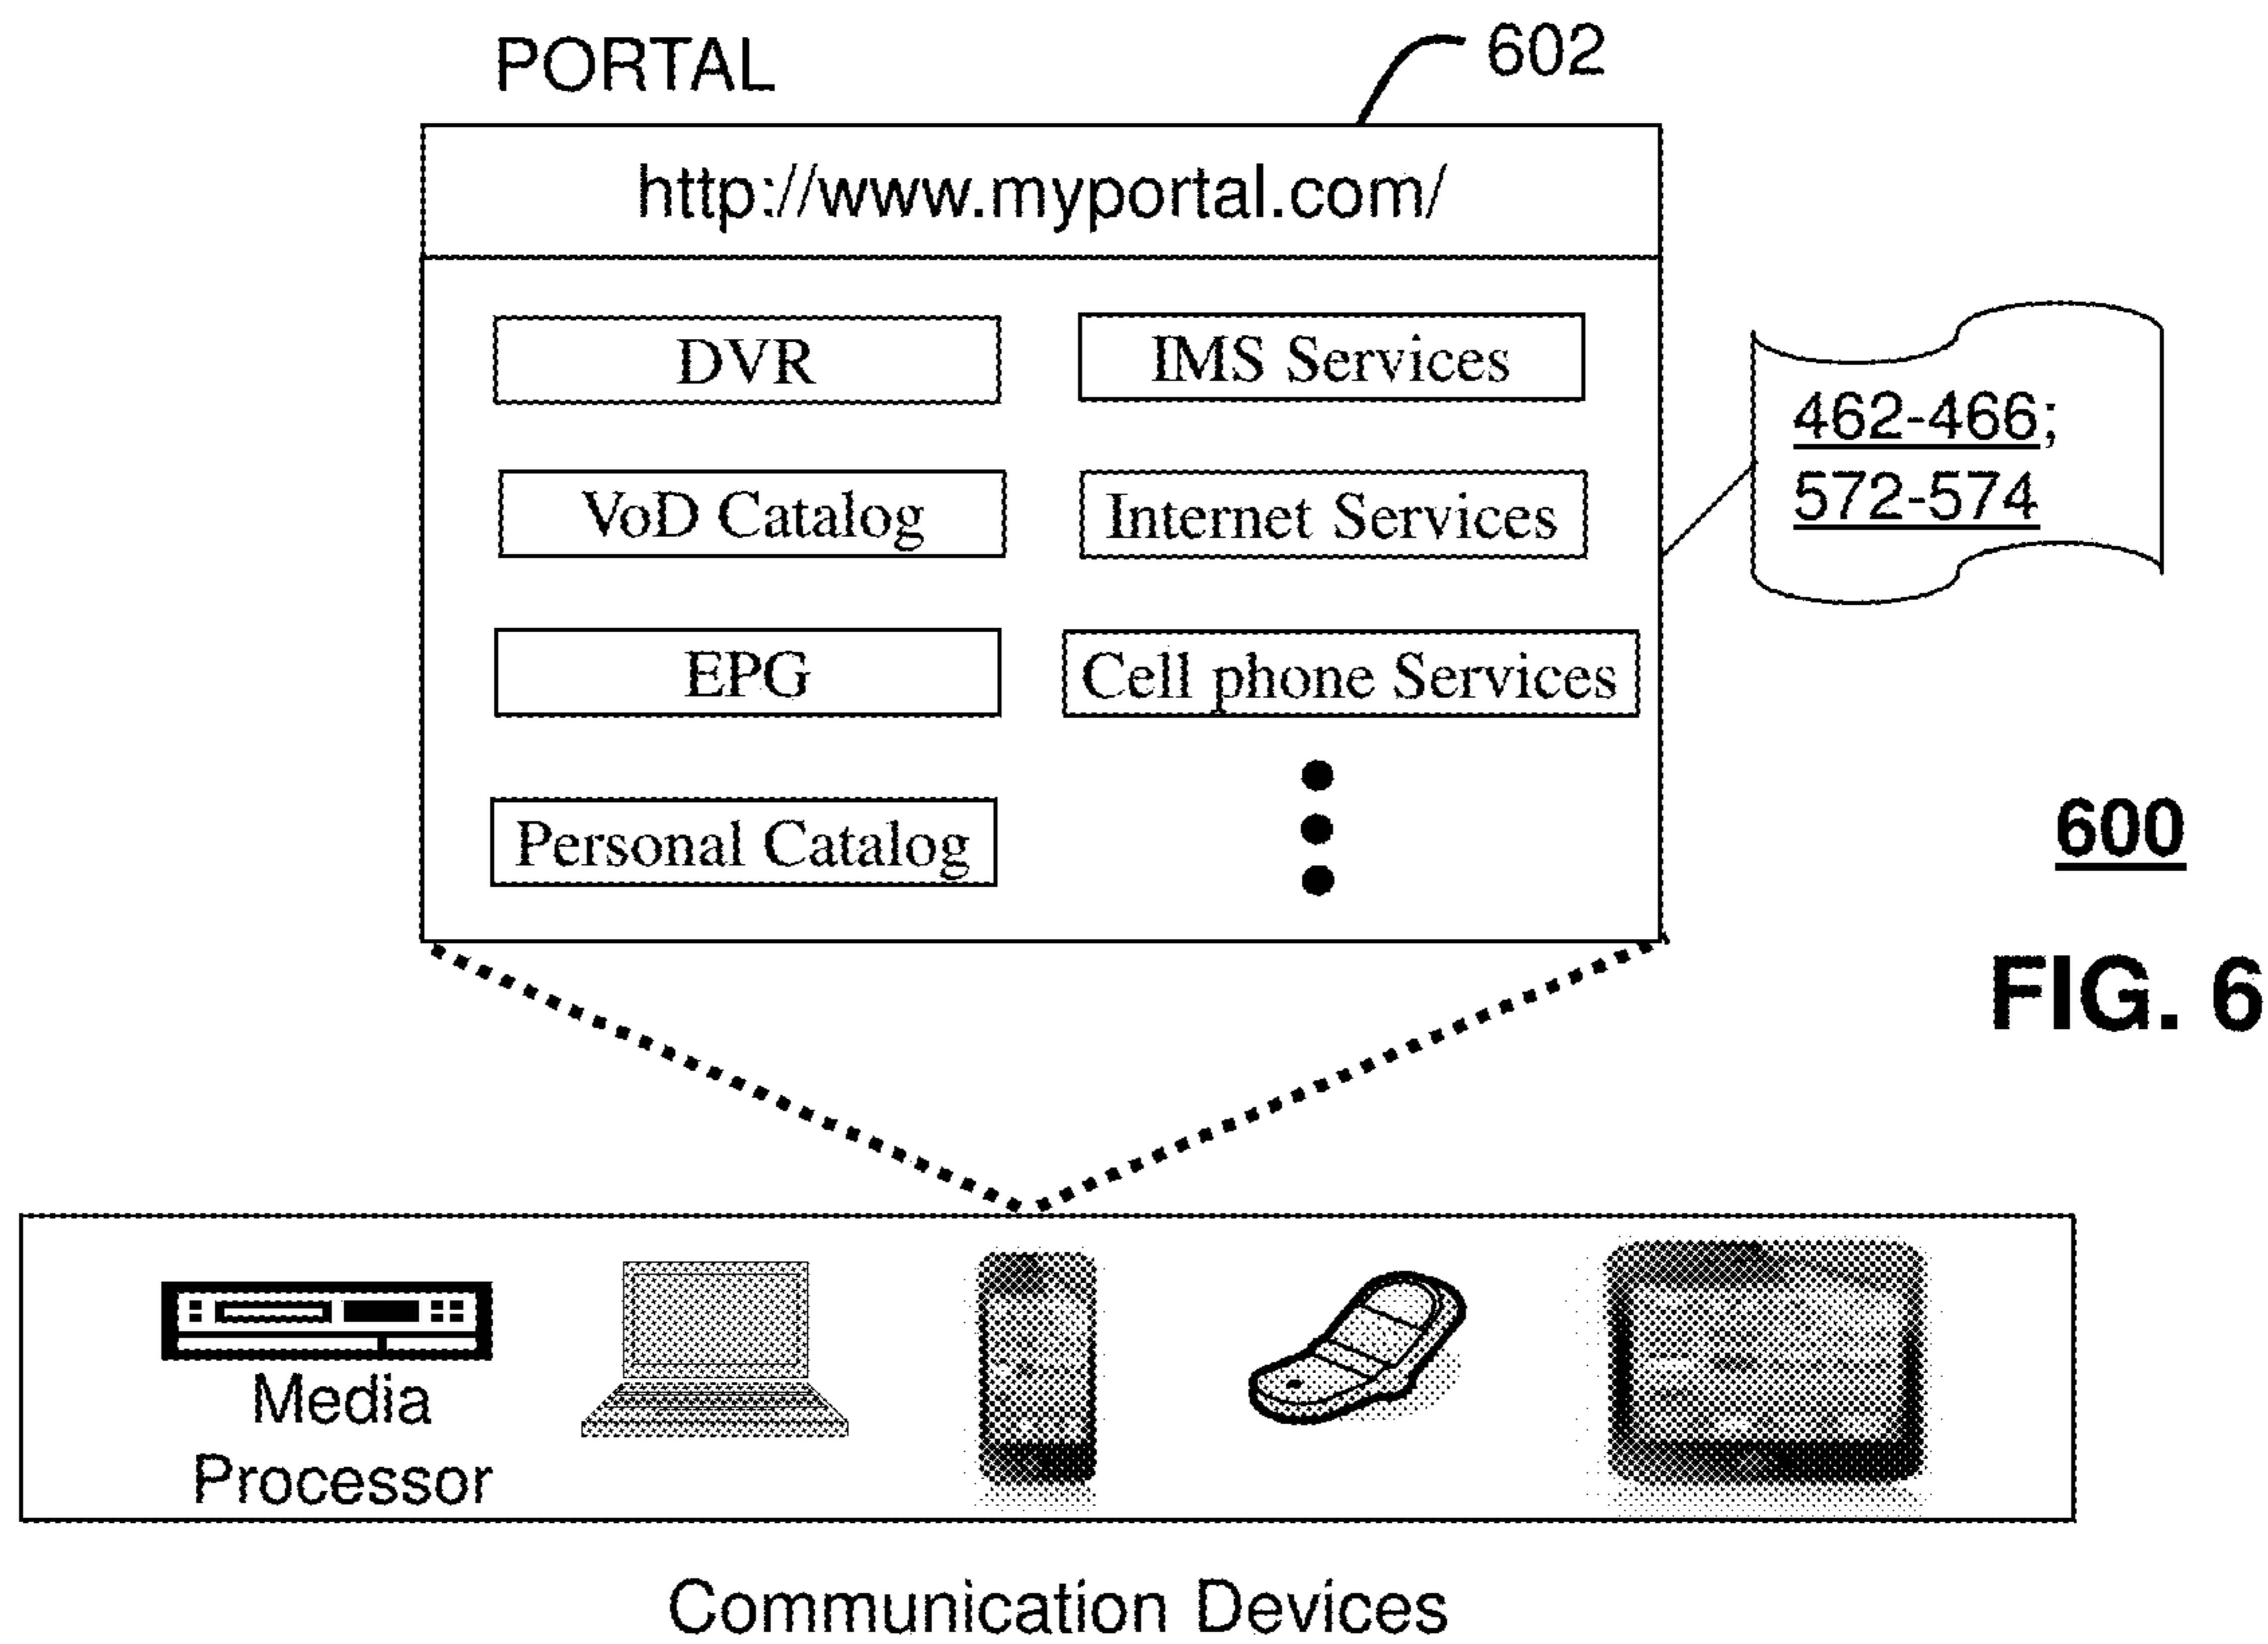 PORTAL
602
http://www.myportal.com/
DVR
IMS Services
462-466;
572-574
VoD Catalog
Internet Services
EPG
Cell phone Services
Personal Catalog
600
FIG. 6
Media
Processor
Communication Devices